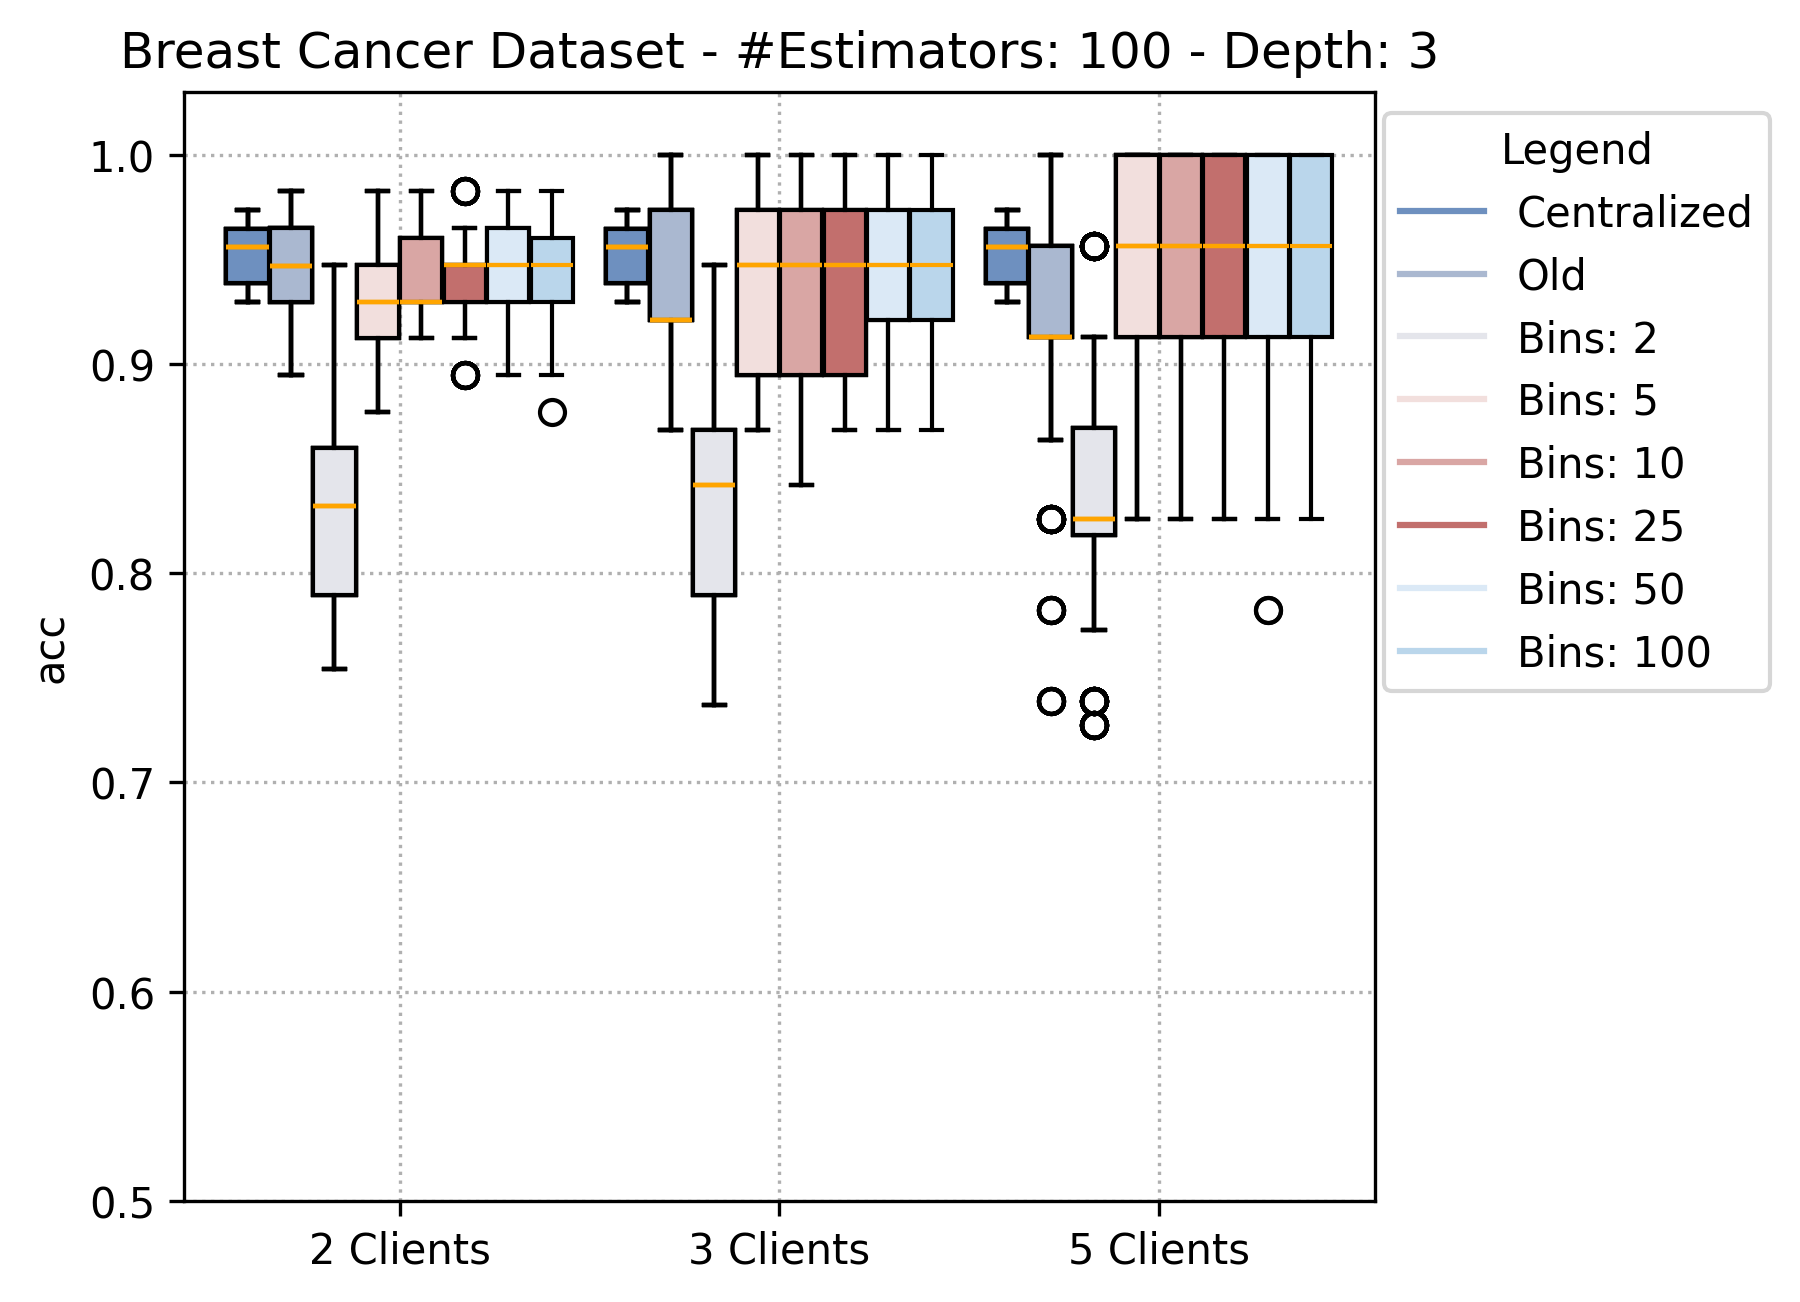 Breast Cancer Dataset - #Estimators: 100 - Depth: 3
1.0
0.9
0.8
0.7
0.6
0.5
acc
2 Clients
3 Clients
5 Clients
Legend
Centralized
Old
Bins: 2
Bins: 5
Bins: 10
Bins: 25
Bins: 50
Bins: 100